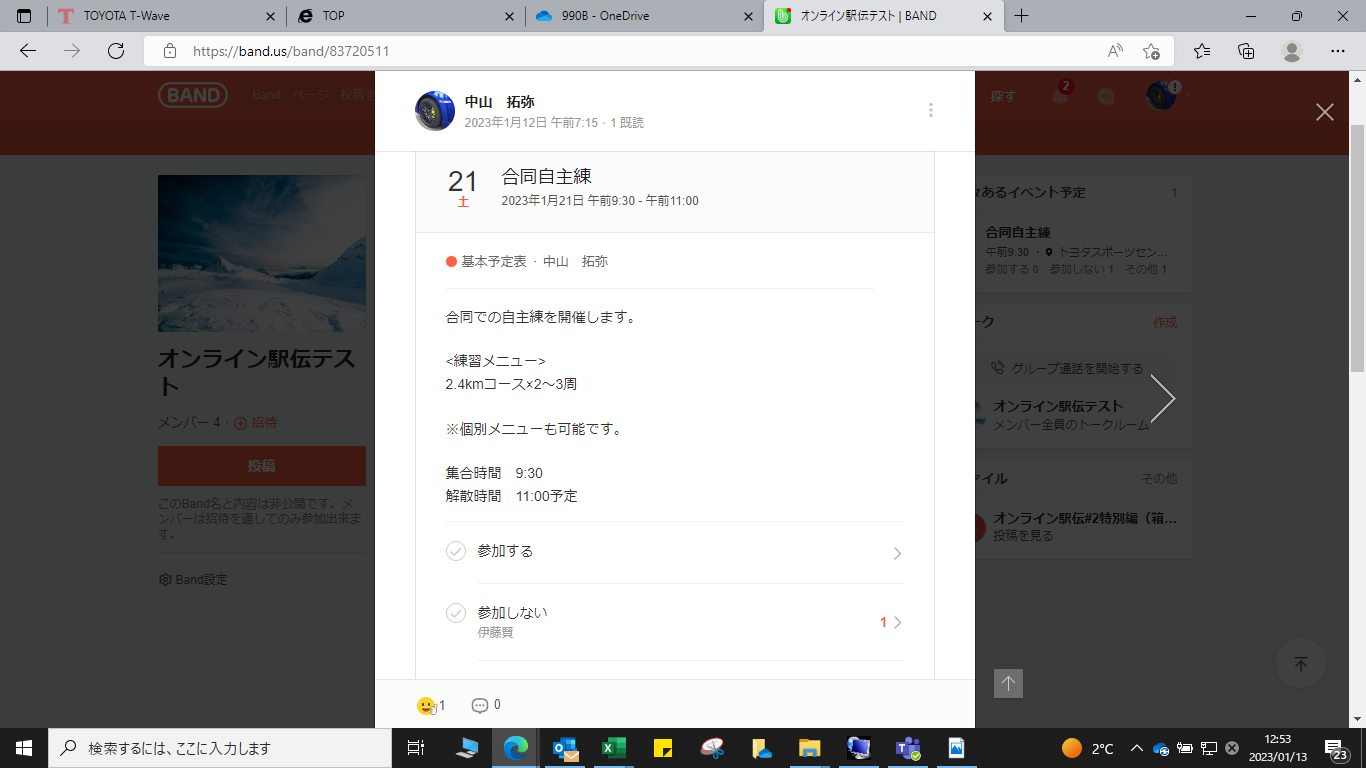 TOYOTA T-Wave
TOP
990B - OneDrive
オンライン駅伝テスト | BAND
https://band.us/band/83720511
BAND
Band、ページ、投稿を
探す
2
中山　拓弥
2023年1月12日 午前7:15 · 1 既読
21
土
合同自主練
2023年1月21日 午前9:30 - 午前11:00
基本予定表 · 中山　拓弥
合同での自主練を開催します。
<練習メニュー>
2.4kmコース×2～3周
※個別メニューも可能です。
集合時間　9:30
解散時間　11:00予定
参加する
参加しない
伊藤賢
1
1
0
オンライン駅伝テス
ト
メンバー 4 · 招待
投稿
このBand名と内容は非公開です。メ
ンバーは招待を通してのみ参加出来ま
す。
Band設定
あるイベント予定
1
合同自主練
午前9:30 · トヨタスポーツセン...
参加する 0　参加しない 1　その他 1
ーク
作成
グループ通話を開始する
オンライン駅伝テスト
メンバー全員のトークルーム
ァイル
その他
オンライン駅伝#2特別編（箱...
投稿を見る
検索するには、ここに入力します
2°C
12:53
2023/01/13
23